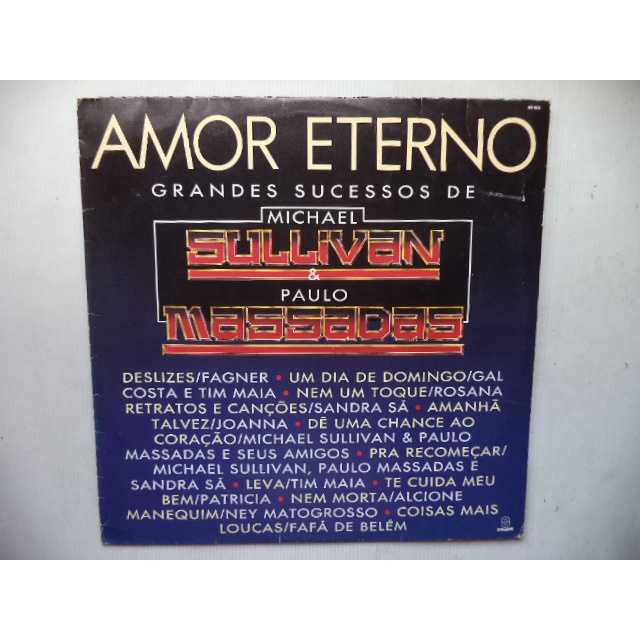 AMOR ETERNO
GRANDES SUCESSOS DE
MICHAEL
SULLIVAN
&
PAULO
MASSADAS
DESLIZES/FAGNER • UM DIA DE DOMINGO/GAL
COSTA E TIM MAIA • NEM UM TOQUE/ROSANA
RETRATOS E CANÇÕES/SANDRA SÁ • AMANHÃ
TALVEZ/JOANNA • DÊ UMA CHANCE AO
CORAÇÃO/MICHAEL SULLIVAN & PAULO
MASSADAS E SEUS AMIGOS • PRA RECOMEÇAR/
MICHAEL SULLIVAN, PAULO MASSADAS E
SANDRA SÁ • LEVA/TIM MAIA • TE CUIDA MEU
BEM/PATRICIA • NEM MORTA/ALCIONE
MANEQUIM/NEY MATOGROSSO • COISAS MAIS
LOUCAS/FAFÁ DE BELÉM